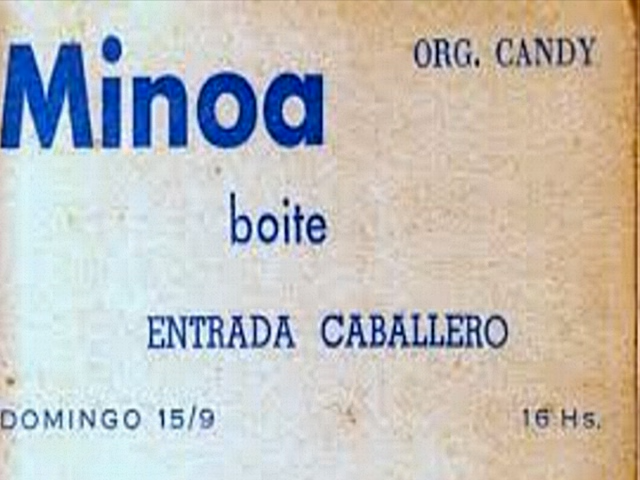 Minoa
ORG. CANDY
boite
ENTRADA CABALLERO
DOMINGO 15/9
16 Hs.